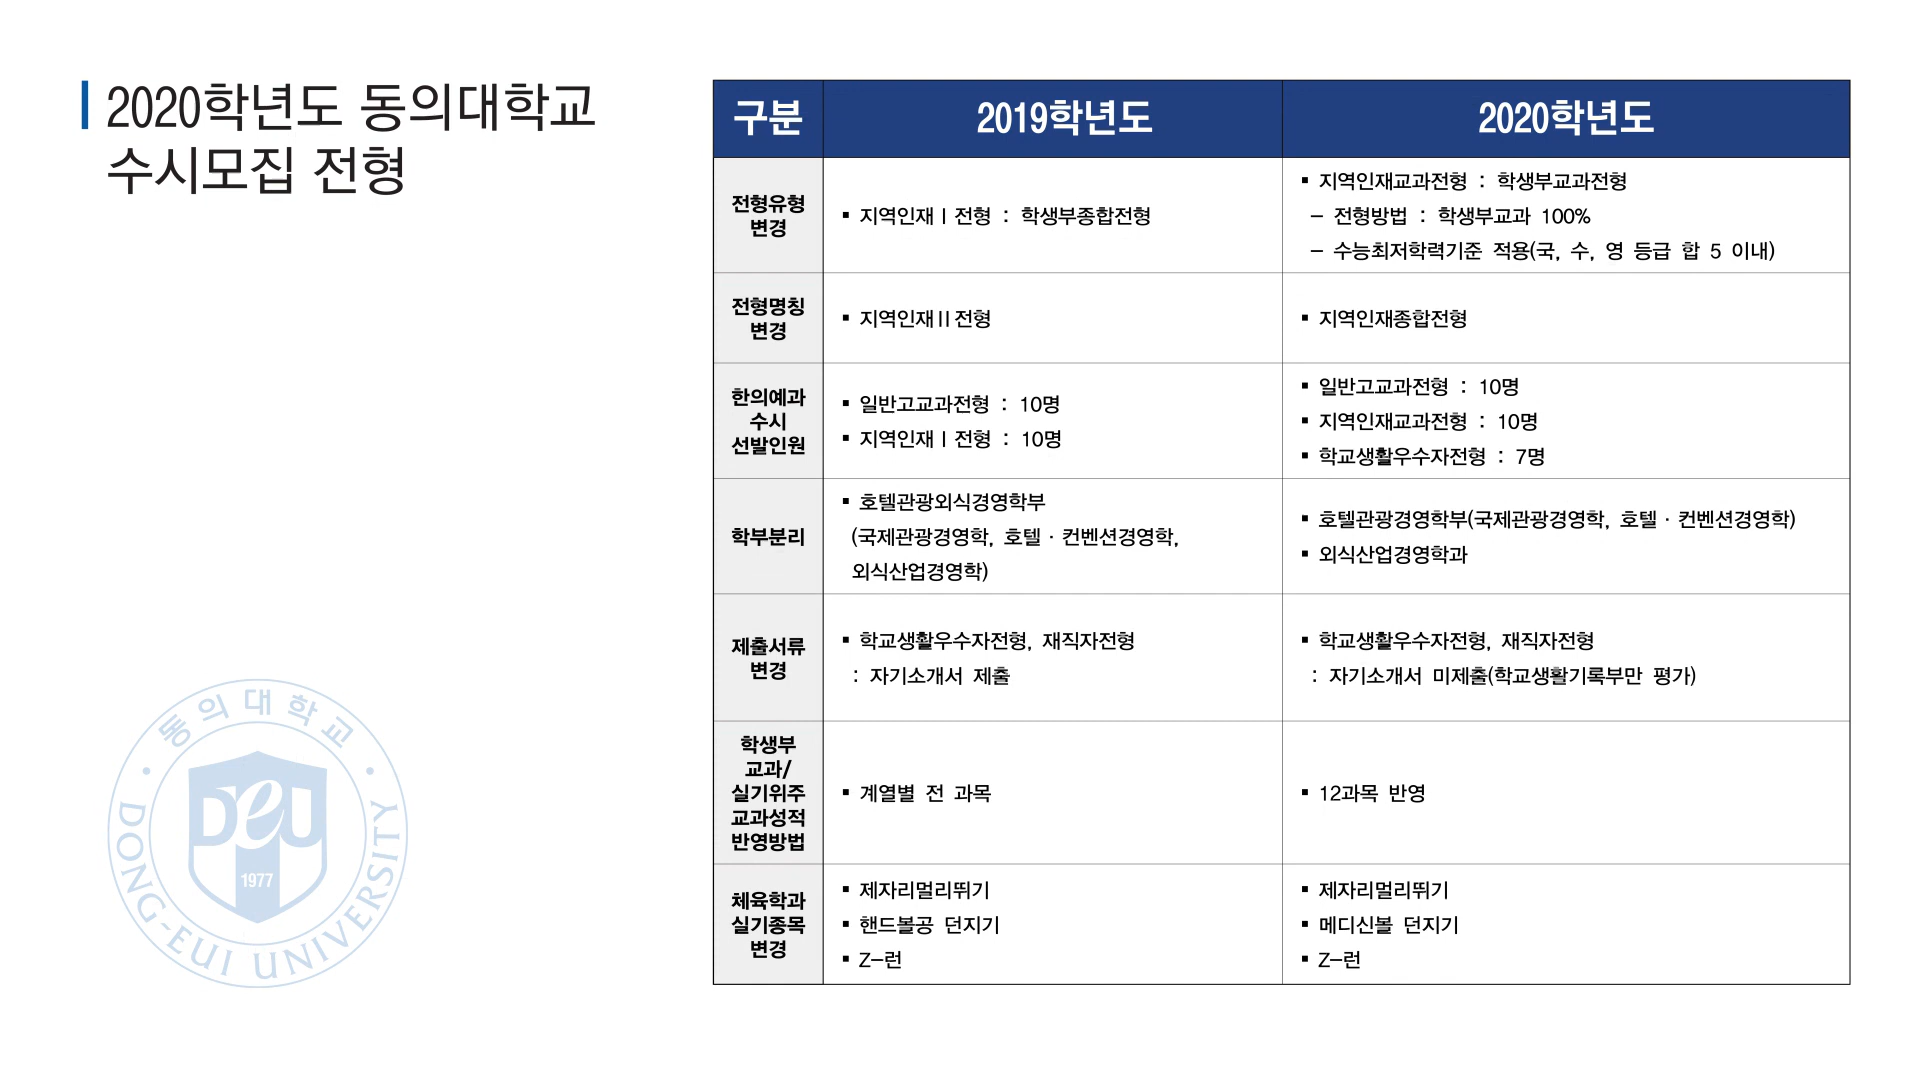 2020학년도 동의대학교
수시모집 전형
구분
2019학년도
2020학년도
전형유형
변경
▪ 지역인재Ⅰ전형 : 학생부종합전형
▪ 지역인재교과전형 : 학생부교과전형
– 전형방법 : 학생부교과 100%
– 수능최저학력기준 적용(국, 수, 영 등급 합 5 이내)
전형명칭
변경
▪ 지역인재Ⅱ전형
▪ 지역인재종합전형
한의예과
수시
선발인원
▪ 일반고교과전형 : 10명
▪ 지역인재Ⅰ전형 : 10명
▪ 일반고교과전형 : 10명
▪ 지역인재교과전형 : 10명
▪ 학교생활우수자전형 : 7명
학부분리
▪ 호텔관광외식경영학부
(국제관광경영학, 호텔 · 컨벤션경영학,
외식산업경영학)
▪ 호텔관광경영학부(국제관광경영학, 호텔 · 컨벤션경영학)
▪ 외식산업경영학과
제출서류
변경
▪ 학교생활우수자전형, 재직자전형
: 자기소개서 제출
▪ 학교생활우수자전형, 재직자전형
: 자기소개서 미제출(학교생활기록부만 평가)
학생부
교과/
실기위주
교과성적
반영방법
▪ 계열별 전 과목
▪ 12과목 반영
체육학과
실기종목
변경
▪ 제자리멀리뛰기
▪ 핸드볼공 던지기
▪ Z–런
▪ 제자리멀리뛰기
▪ 메디신볼 던지기
▪ Z–런
동의대학교
DeU
1977
DONG-EUI UNIVERSITY